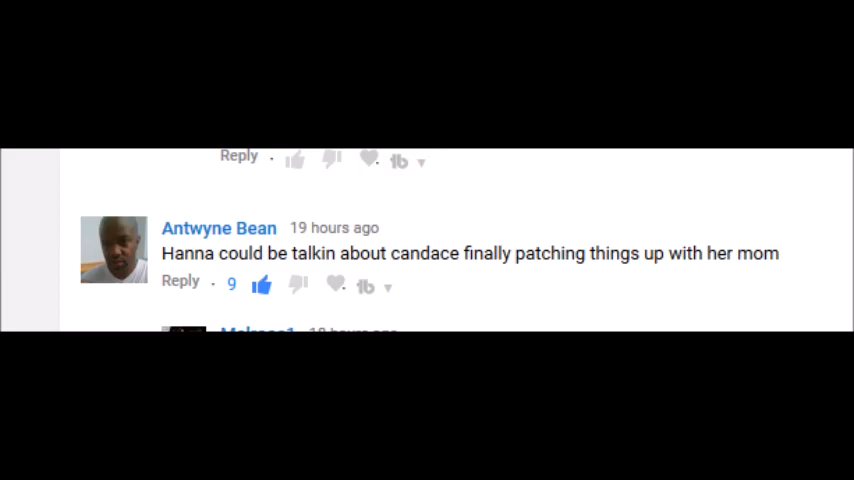 Reply .
Antwyne Bean 19 hours ago
Hanna could be talkin about candace finally patching things up with her mom
Reply . 9